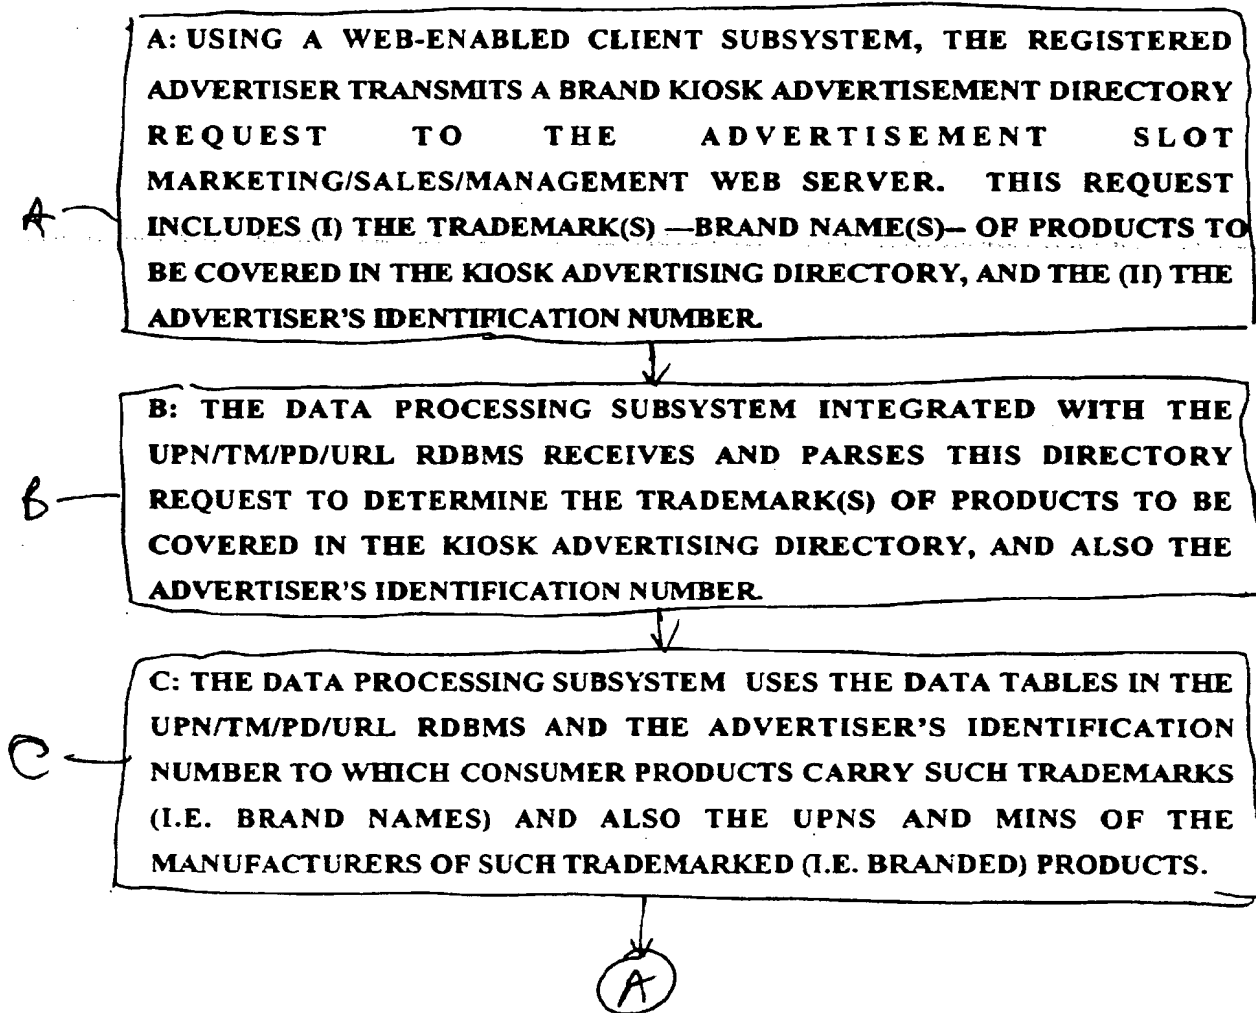 A: USING A WEB-ENABLED CLIENT SUBSYSTEM, THE REGISTERED
ADVERTISER TRANSMITS A BRAND KIOSK ADVERTISEMENT DIRECTORY
REQUEST TO THE ADVERTISEMENT SLOT
MARKETING/SALES/MANAGEMENT WEB SERVER. THIS REQUEST
A
INCLUDES (I) THE TRADEMARK(S) —BRAND NAME(S)– OF PRODUCTS TO
BE COVERED IN THE KIOSK ADVERTISING DIRECTORY, AND THE (II) THE
ADVERTISER'S IDENTIFICATION NUMBER.
B: THE DATA PROCESSING SUBSYSTEM INTEGRATED WITH THE
UPN/TM/PD/URL RDBMS RECEIVES AND PARSES THIS DIRECTORY
B
REQUEST TO DETERMINE THE TRADEMARK(S) OF PRODUCTS TO BE
COVERED IN THE KIOSK ADVERTISING DIRECTORY, AND ALSO THE
ADVERTISER'S IDENTIFICATION NUMBER.
C: THE DATA PROCESSING SUBSYSTEM USES THE DATA TABLES IN THE
UPN/TM/PD/URL RDBMS AND THE ADVERTISER'S IDENTIFICATION
C
NUMBER TO WHICH CONSUMER PRODUCTS CARRY SUCH TRADEMARKS
(I.E. BRAND NAMES) AND ALSO THE UPNS AND MINS OF THE
MANUFACTURERS OF SUCH TRADEMARKED (I.E. BRANDED) PRODUCTS.
A